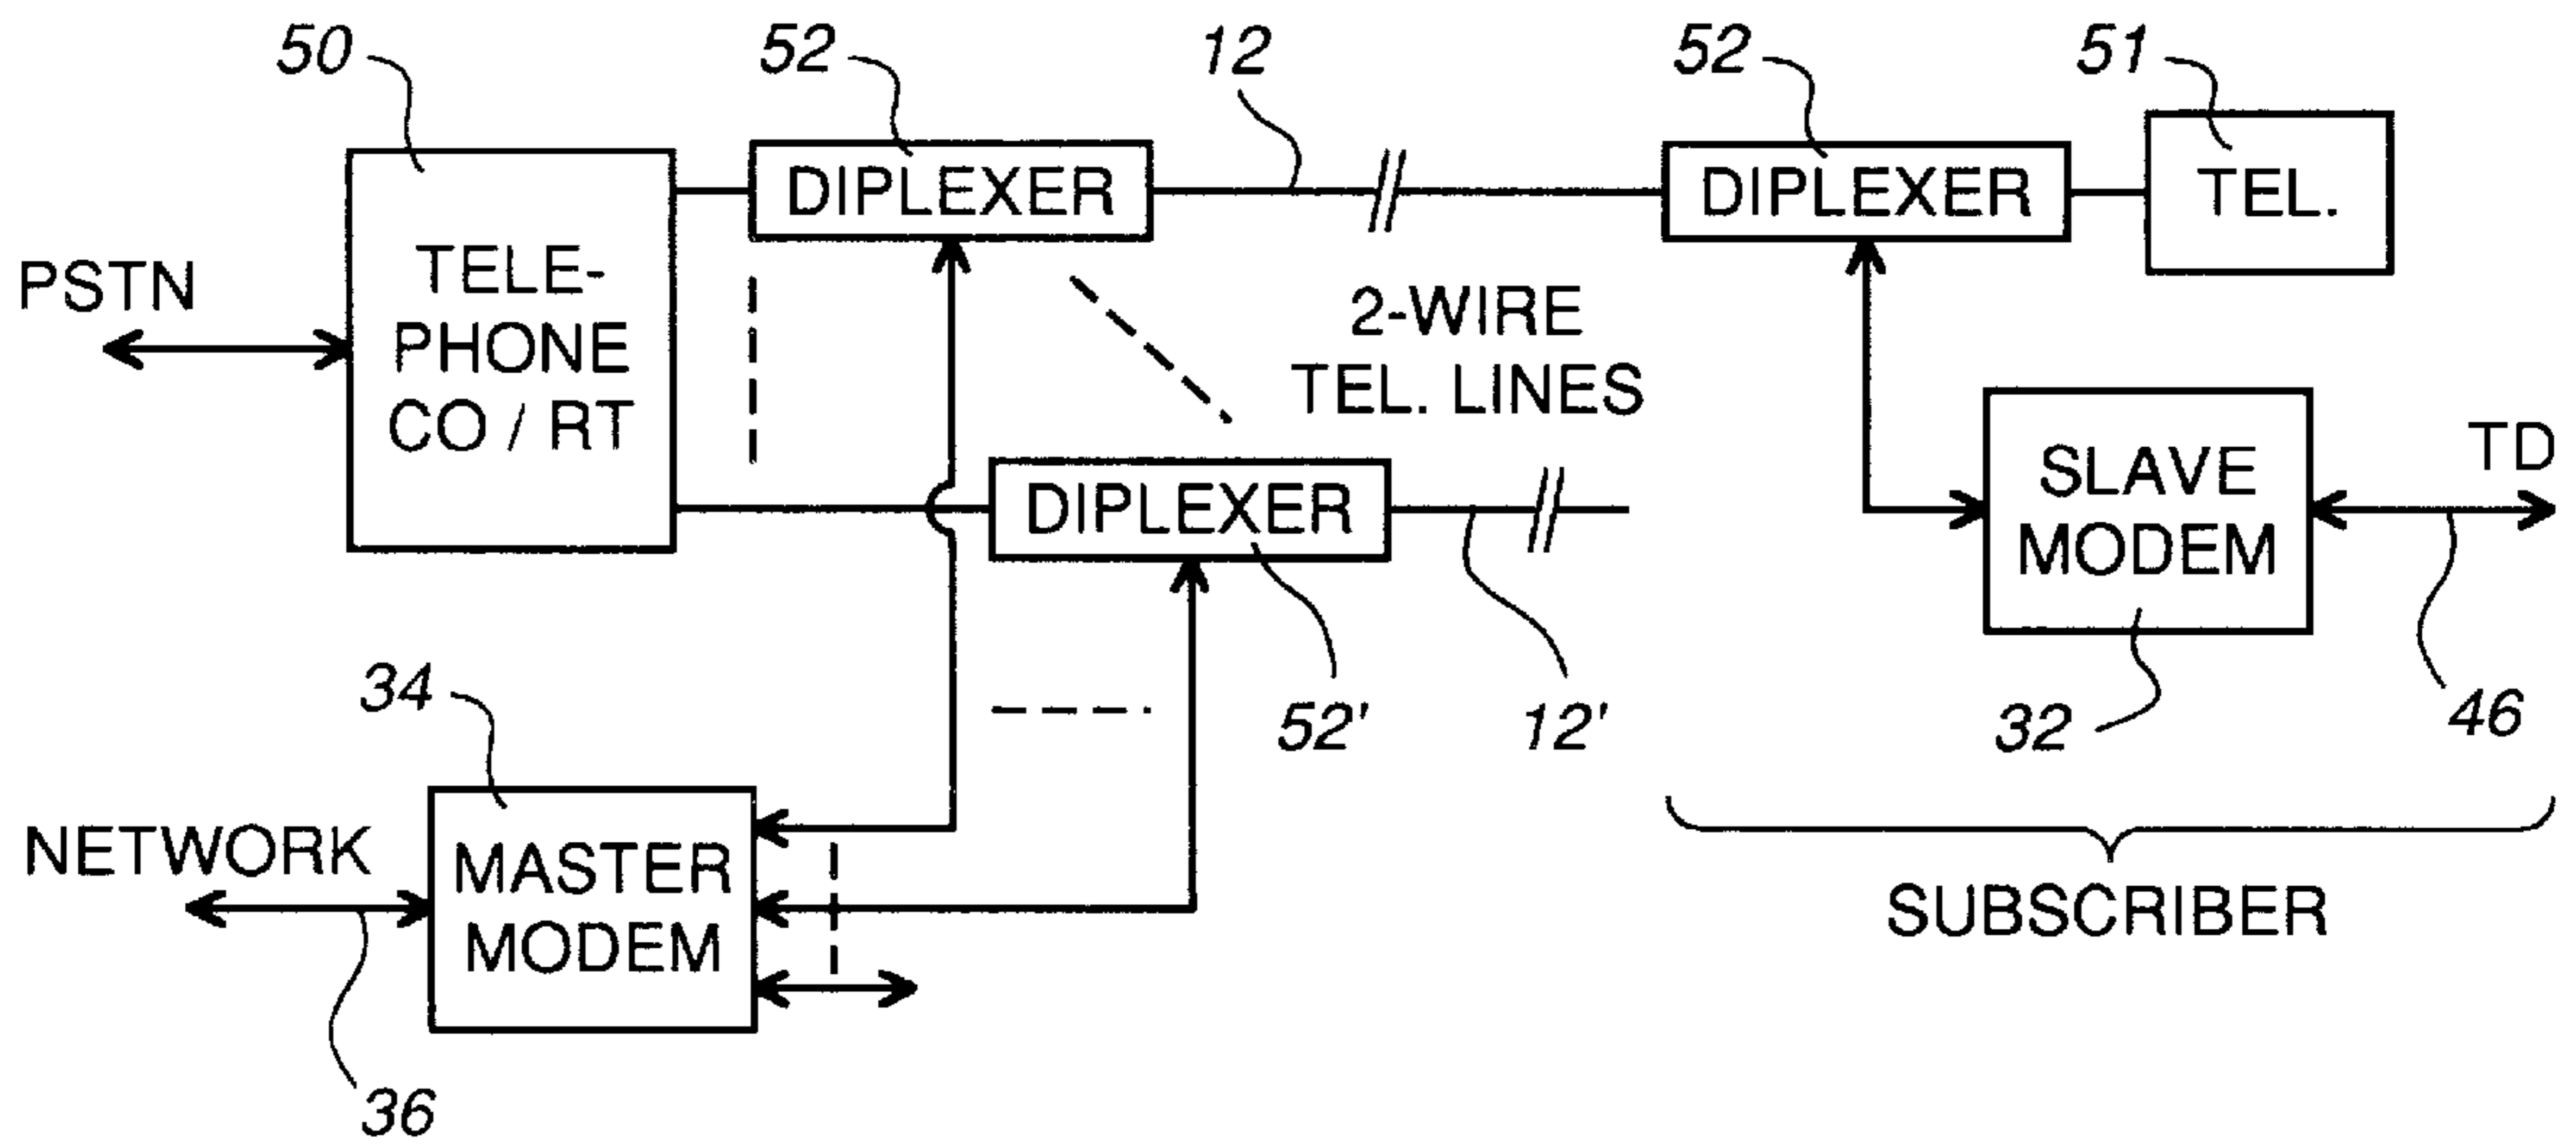 50
52
12
52
51
DIPLEXER
DIPLEXER
TEL.
PSTN
TELE-
PHONE
CO / RT
2-WIRE
TEL. LINES
DIPLEXER
SLAVE
MODEM
TD
34
52'
12'
32
46
NETWORK
MASTER
MODEM
SUBSCRIBER
36